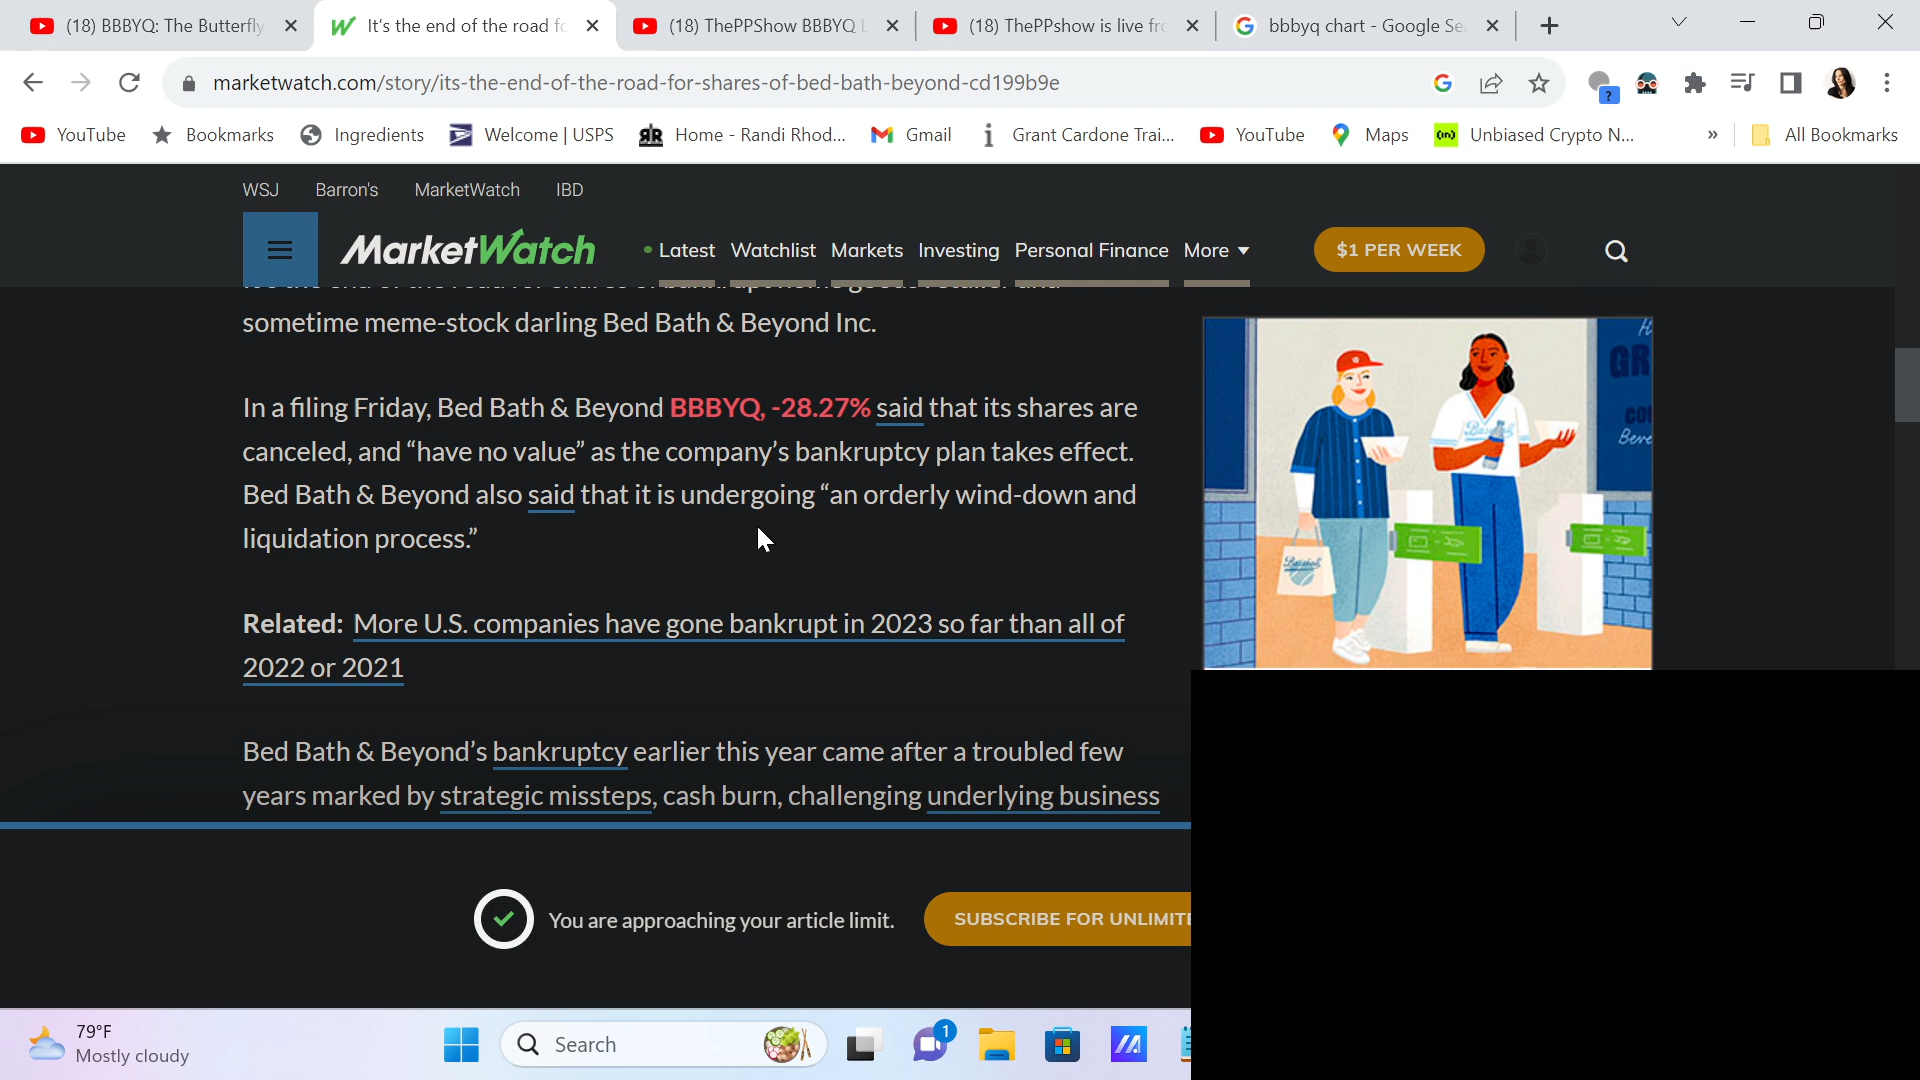 (18) BBBYQ: The Butterfly
It's the end of the road fo
(18) ThePPShow BBBYQ L
(18) ThePPshow is live fro
bbbyq chart - Google Se
marketwatch.com/story/its-the-end-of-the-road-for-shares-of-bed-bath-beyond-cd199b9e
YouTube
Bookmarks
Ingredients
Welcome | USPS
Home - Randi Rhod...
Gmail
Grant Cardone Trai...
YouTube
Maps
Unbiased Crypto N...
»
All Bookmarks
WSJ Barron's MarketWatch IBD
MarketWatch
Latest Watchlist Markets Investing Personal Finance More
$1 PER WEEK
sometime meme-stock darling Bed Bath & Beyond Inc.
In a filing Friday, Bed Bath & Beyond BBBYQ, -28.27% said that its shares are
canceled, and “have no value” as the company’s bankruptcy plan takes effect.
Bed Bath & Beyond also said that it is undergoing “an orderly wind-down and
liquidation process.”
Related: More U.S. companies have gone bankrupt in 2023 so far than all of
2022 or 2021
Bed Bath & Beyond’s bankruptcy earlier this year came after a troubled few
years marked by strategic missteps, cash burn, challenging underlying business
GR
Bere
Baseball
You are approaching your article limit.
SUBSCRIBE FOR UNLIMITE
79°F
Mostly cloudy
Search
1